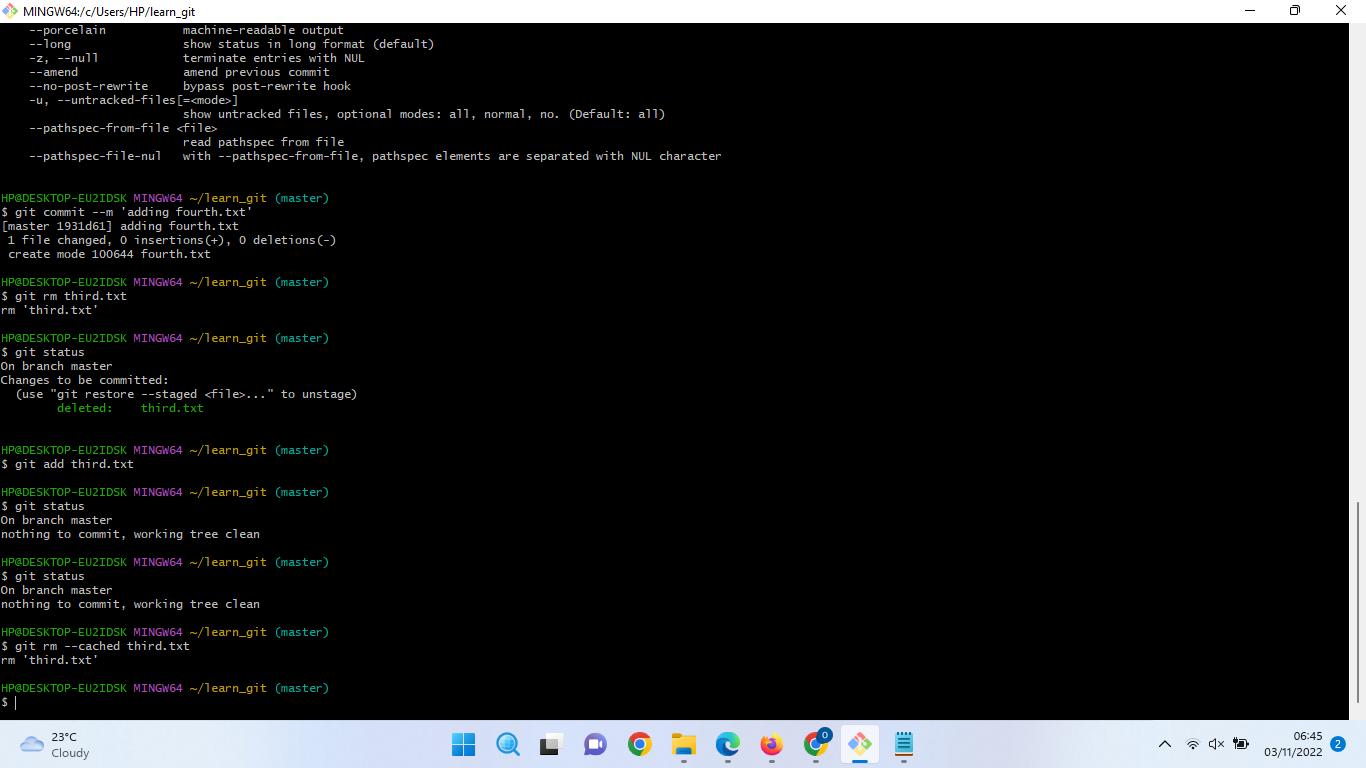 MINGW64:/c/Users/HP/learn_git
    --porcelain           machine-readable output
    --long                show status in long format (default)
    -z, --null            terminate entries with NUL
    --amend               amend previous commit
    --no-post-rewrite     bypass post-rewrite hook
    -u, --untracked-files[=<mode>]
                          show untracked files, optional modes: all, normal, no. (Default: all)
    --pathspec-from-file <file>
                          read pathspec from file
    --pathspec-file-nul   with --pathspec-from-file, pathspec elements are separated with NUL character
HP@DESKTOP-EU2IDSK MINGW64 ~/learn_git (master)
$ git commit --m 'adding fourth.txt'
[master 1931d61] adding fourth.txt
 1 file changed, 0 insertions(+), 0 deletions(-)
 create mode 100644 fourth.txt
HP@DESKTOP-EU2IDSK MINGW64 ~/learn_git (master)
$ git rm third.txt
rm 'third.txt'
HP@DESKTOP-EU2IDSK MINGW64 ~/learn_git (master)
$ git status
On branch master
Changes to be committed:
  (use "git restore --staged <file>..." to unstage)
        deleted:    third.txt
HP@DESKTOP-EU2IDSK MINGW64 ~/learn_git (master)
$ git add third.txt
HP@DESKTOP-EU2IDSK MINGW64 ~/learn_git (master)
$ git status
On branch master
nothing to commit, working tree clean
HP@DESKTOP-EU2IDSK MINGW64 ~/learn_git (master)
$ git status
On branch master
nothing to commit, working tree clean
HP@DESKTOP-EU2IDSK MINGW64 ~/learn_git (master)
$ git rm --cached third.txt
rm 'third.txt'
HP@DESKTOP-EU2IDSK MINGW64 ~/learn_git (master)
$
23°C
Cloudy
0
06:45
03/11/2022
2